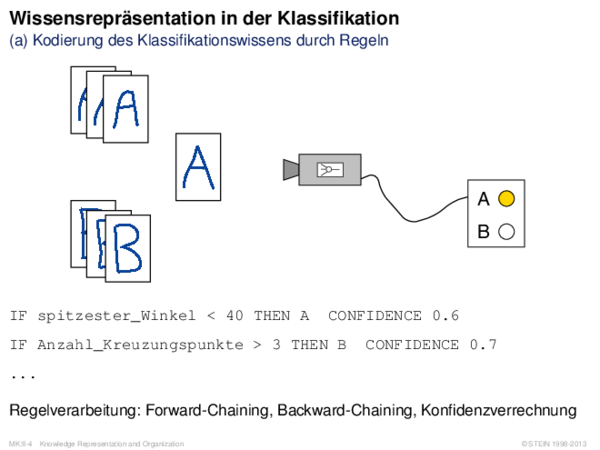 Wissensrepräsentation in der Klassifikation
(a) Kodierung des Klassifikationswissens durch Regeln
A
A
B
A
B
IF spitzester_Winkel < 40 THEN A CONFIDENCE 0.6
IF Anzahl_Kreuzungspunkte > 3 THEN B CONFIDENCE 0.7
...
Regelverarbeitung: Forward-Chaining, Backward-Chaining, Konfidenzverrechnung
MK:II-4 Knowledge Representation and Organization
© STEIN 1998-2013